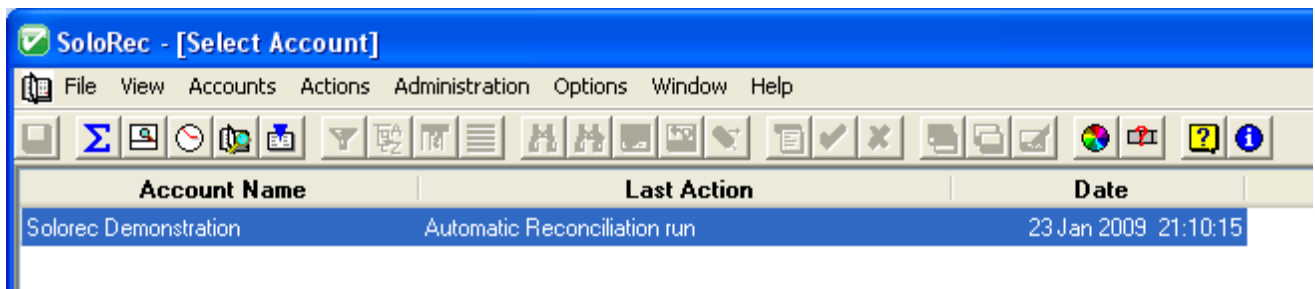 SoloRec - [Select Account]
File View Accounts Actions Administration Options Window Help
Account Name Last Action Date
Solorec Demonstration Automatic Reconciliation run 23 Jan 2009 21:10:15